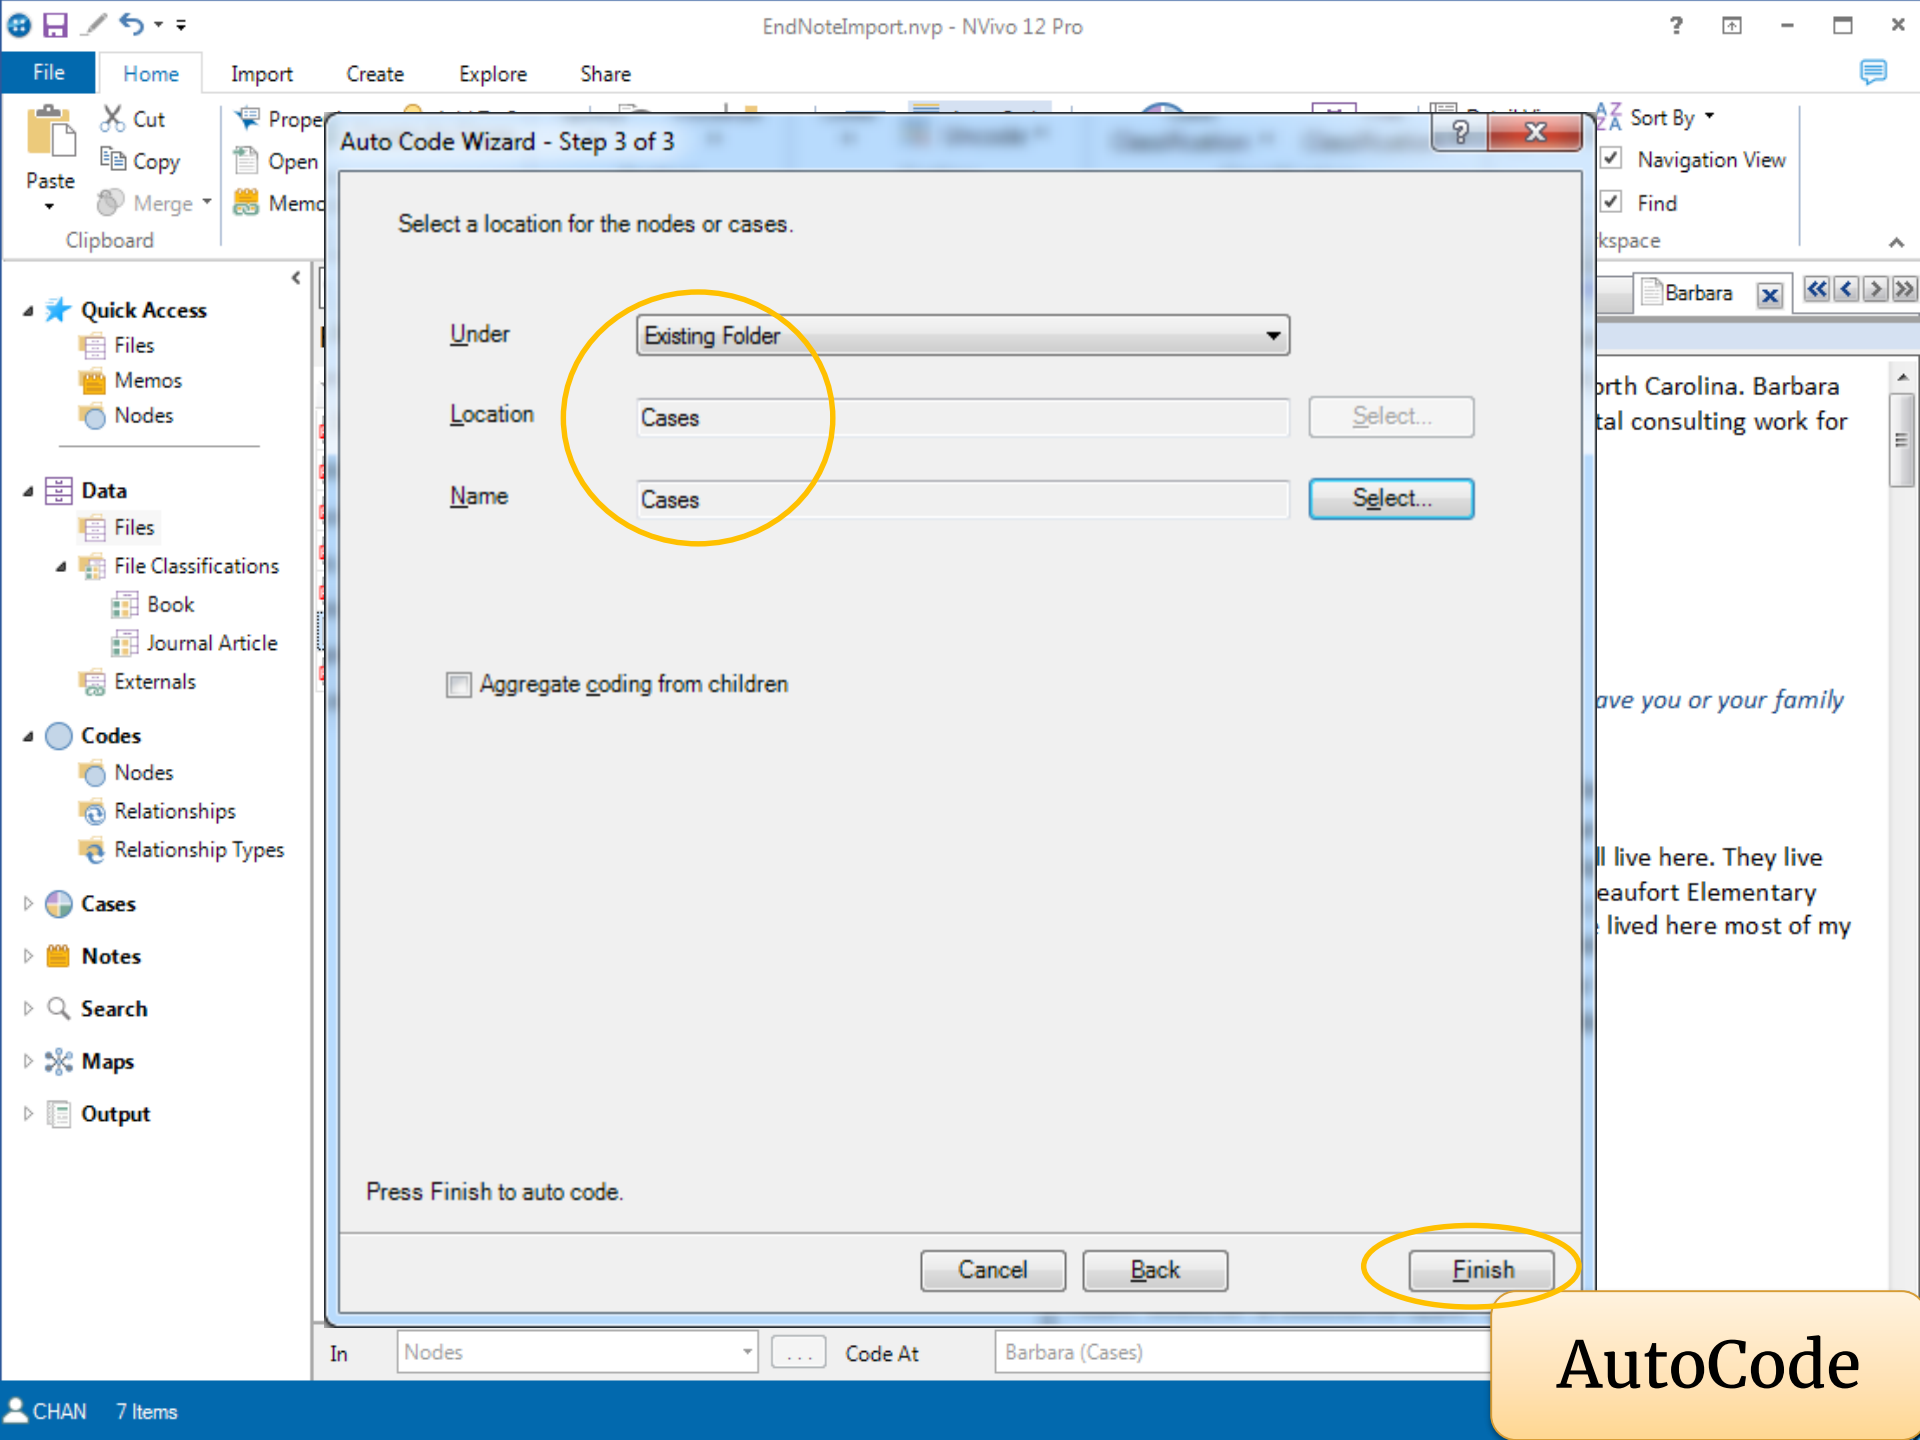 EndNoteImport.nvp - NVivo 12 Pro
?
File Home Import Create Explore Share
Cut
Copy
Paste
Merge
Clipboard
Open
Sort By
Navigation View
Find
Auto Code Wizard - Step 3 of 3
?
Select a location for the nodes or cases.
Under Existing Folder
Location Cases Select...
Name Cases Select...
Aggregate coding from children
Press Finish to auto code.
Cancel Back Finish
Quick Access
Files
Memos
Nodes
Data
Files
File Classifications
Book
Journal Article
Externals
Codes
Nodes
Relationships
Relationship Types
Cases
Notes
Search
Maps
Output
Barbara
Carolina. Barbara
consulting work for
you or your family
live here. They live
Elementary
lived here most of my
In Nodes ... Code At Barbara (Cases)
AutoCode
CHAN 7 Items